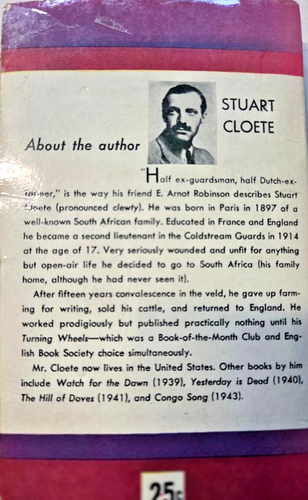 STUART
CLOETE
About the author
"Half ex-guardsman, half Dutch-ex-
farmer," is the way his friend E. Arnot Robinson describes Stuart
Cloete (pronounced clewty). He was born in Paris in 1897 of a
well-known South African family. Educated in France and England
he became a second lieutenant in the Coldstream Guards in 1914
at the age of 17. Very seriously wounded and unfit for anything
but open-air life he decided to go to South Africa (his family
home, although he had never seen it).
After fifteen years convalescence in the veld, he gave up farm-
ing for writing, sold his cattle, and returned to England. He
worked prodigiously but published practically nothing until his
Turning Wheels—which was a Book-of-the-Month Club and Eng-
lish Book Society choice simultaneously.
Mr. Cloete now lives in the United States. Other books by him
include Watch for the Dawn (1939), Yesterday is Dead (1940),
The Hill of Doves (1941), and Congo Song (1943).
25c